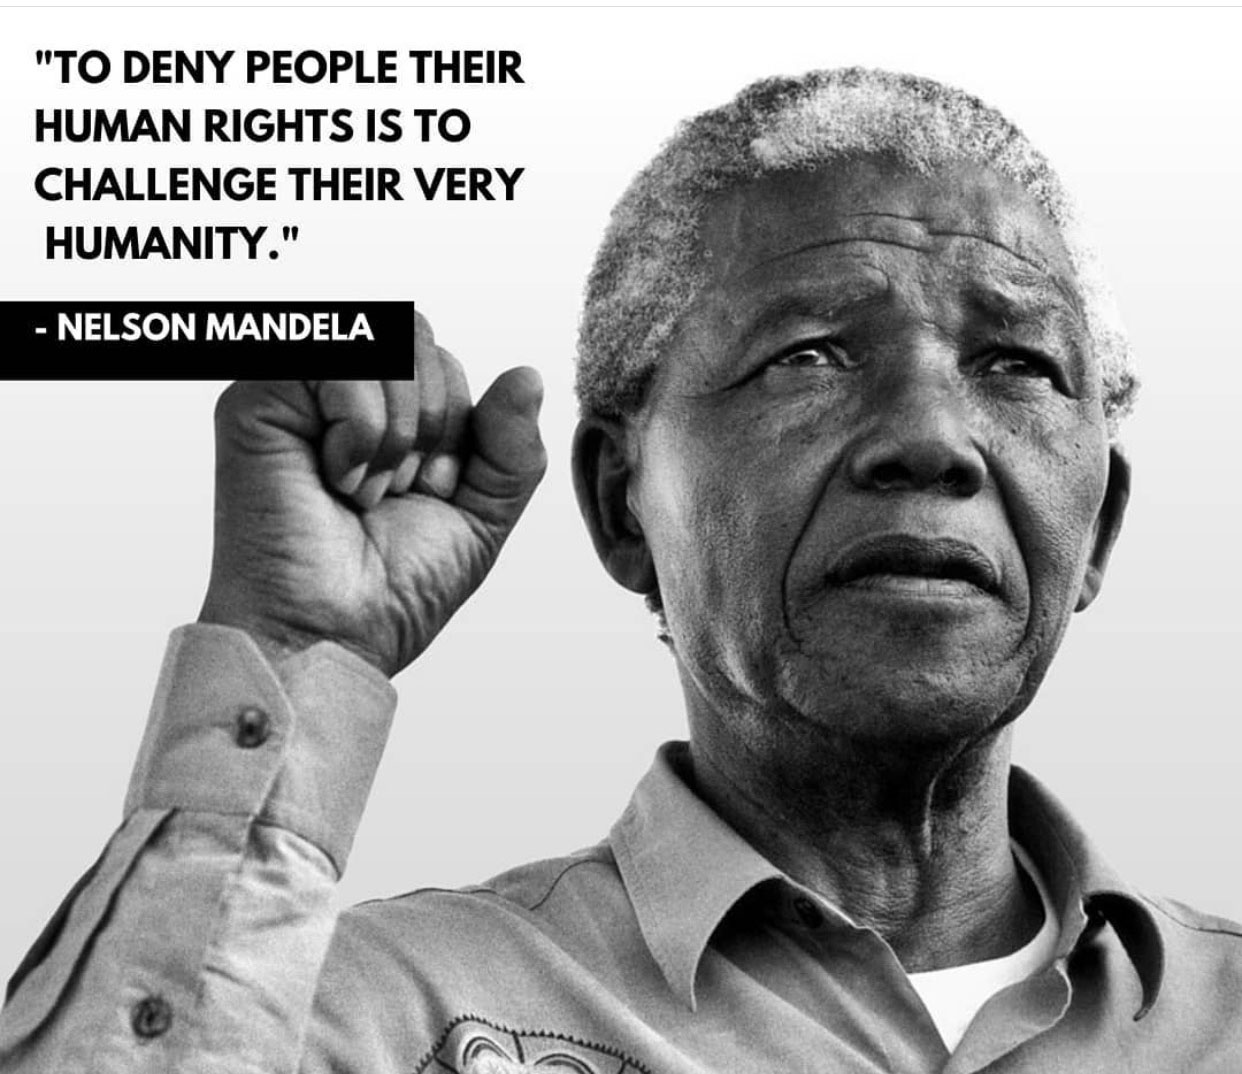 "TO DENY PEOPLE THEIR
HUMAN RIGHTS IS TO
CHALLENGE THEIR VERY
HUMANITY."
- NELSON MANDELA